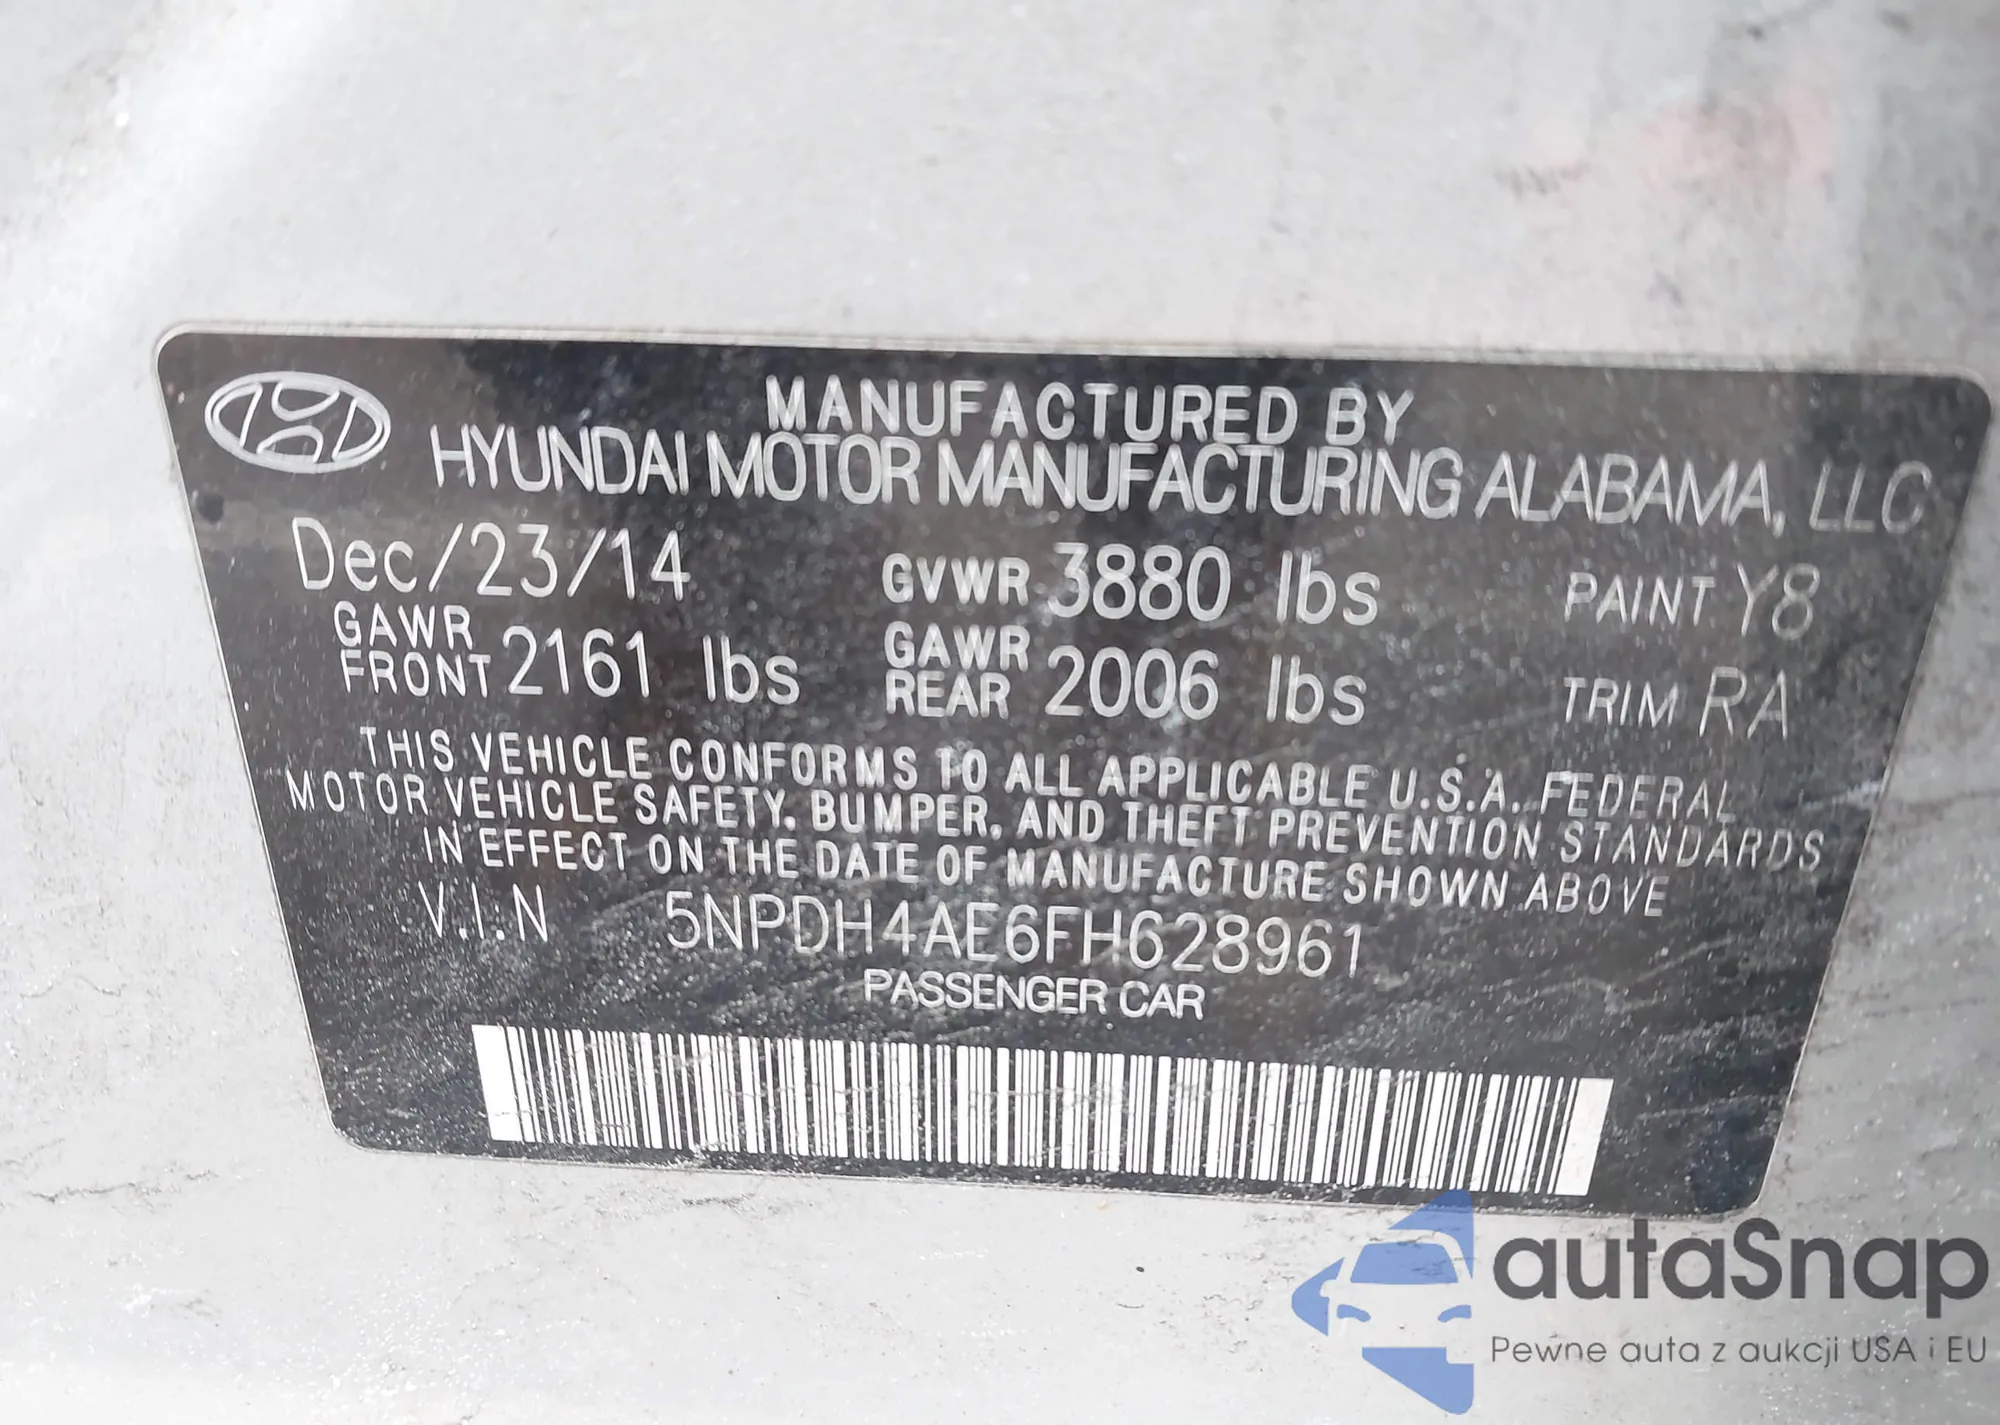 MANUFACTURED BY
HYUNDAI MOTOR MANUFACTURING ALABAMA, LLC
Dec/23/14 GVWR 3880 lbs PAINT Y8
GAWR FRONT 2161 lbs GAWR REAR 2006 lbs TRIM RA
THIS VEHICLE CONFORMS TO ALL APPLICABLE U.S.A. FEDERAL
MOTOR VEHICLE SAFETY, BUMPER, AND THEFT PREVENTION STANDARDS
IN EFFECT ON THE DATE OF MANUFACTURE SHOWN ABOVE
V.I.N 5NPDH4AE6FH628961
PASSENGER CAR
autaSnap
Pewne auta z aukcji USA i EU